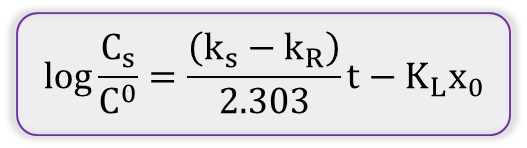 log C_s/C^0 = (k_s − k_R)/2.303 t − K_L x_0